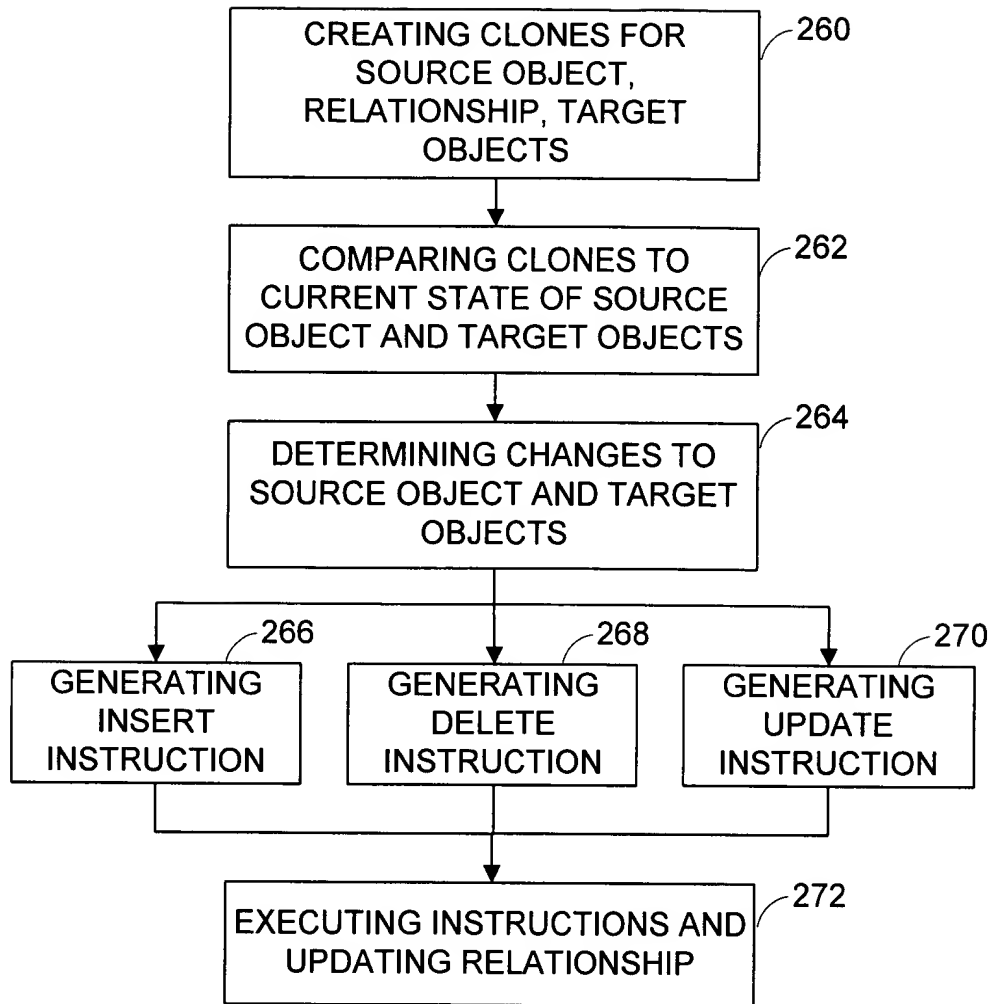 CREATING CLONES FOR
SOURCE OBJECT,
RELATIONSHIP, TARGET
OBJECTS
260
COMPARING CLONES TO
CURRENT STATE OF SOURCE
OBJECT AND TARGET OBJECTS
262
DETERMINING CHANGES TO
SOURCE OBJECT AND TARGET
OBJECTS
264
GENERATING
INSERT
INSTRUCTION
266
GENERATING
DELETE
INSTRUCTION
268
GENERATING
UPDATE
INSTRUCTION
270
EXECUTING INSTRUCTIONS AND
UPDATING RELATIONSHIP
272